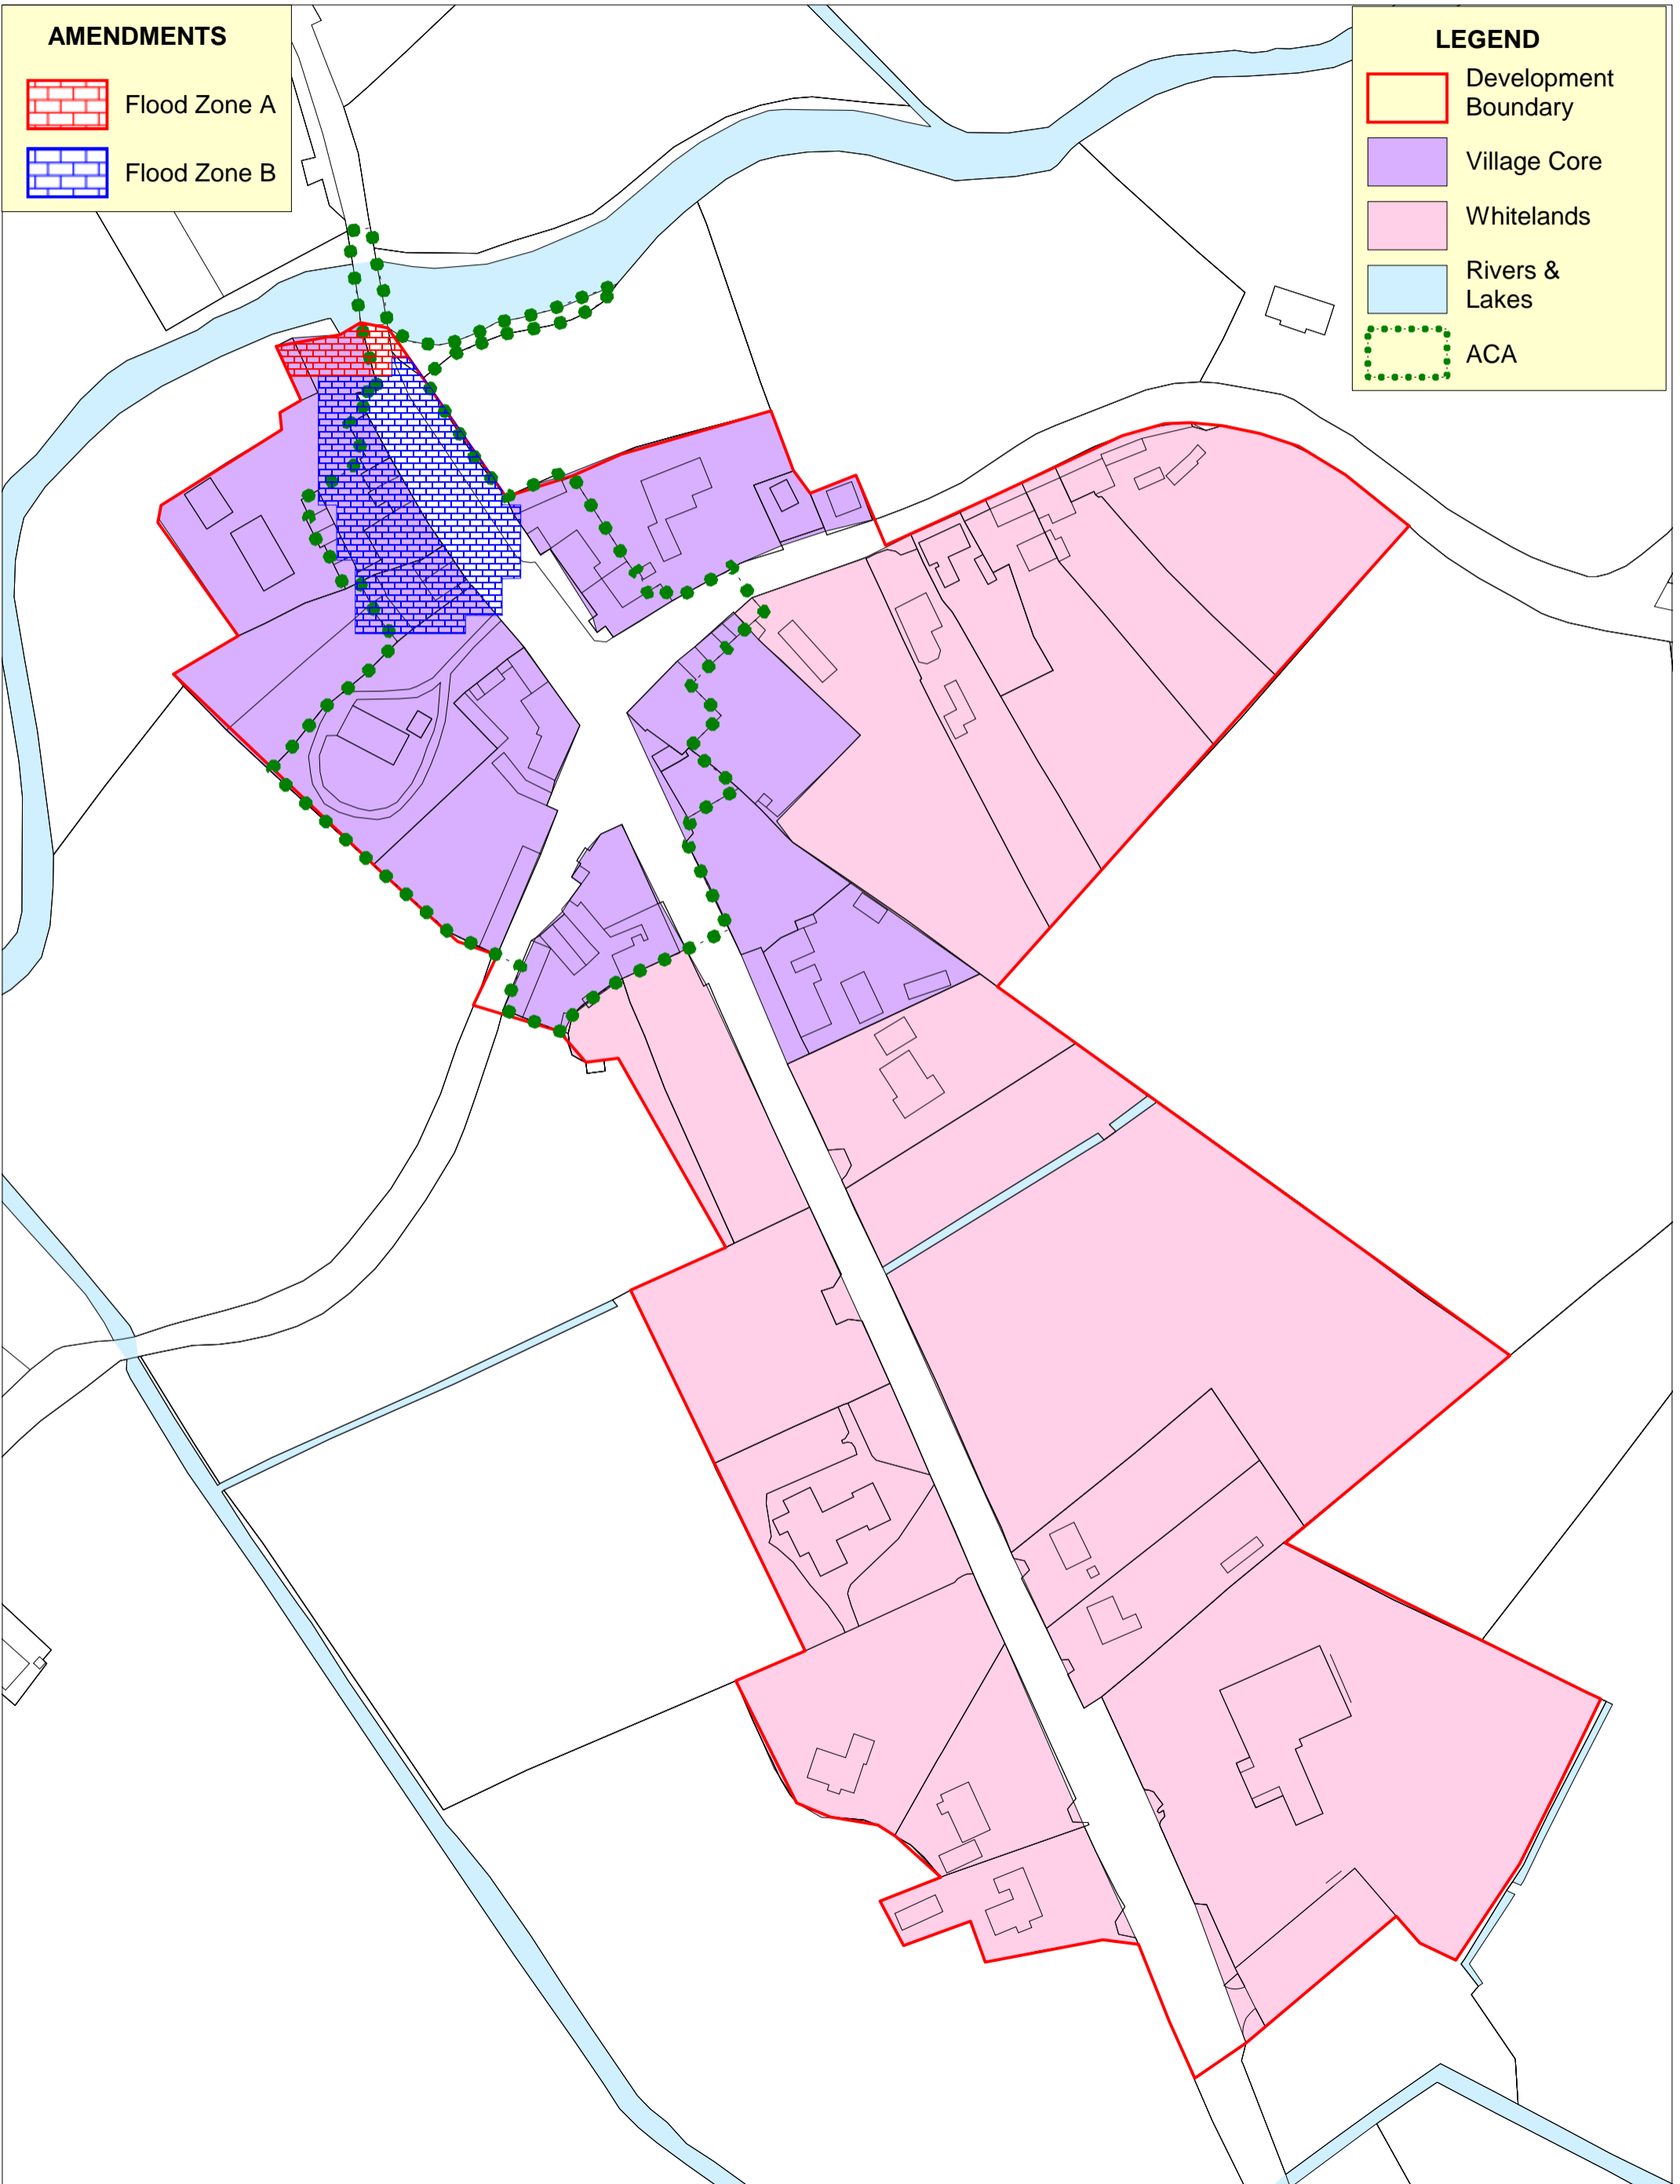 AMENDMENTS
Flood Zone A
Flood Zone B
LEGEND
Development
Boundary
Village Core
Whitelands
Rivers &
Lakes
ACA